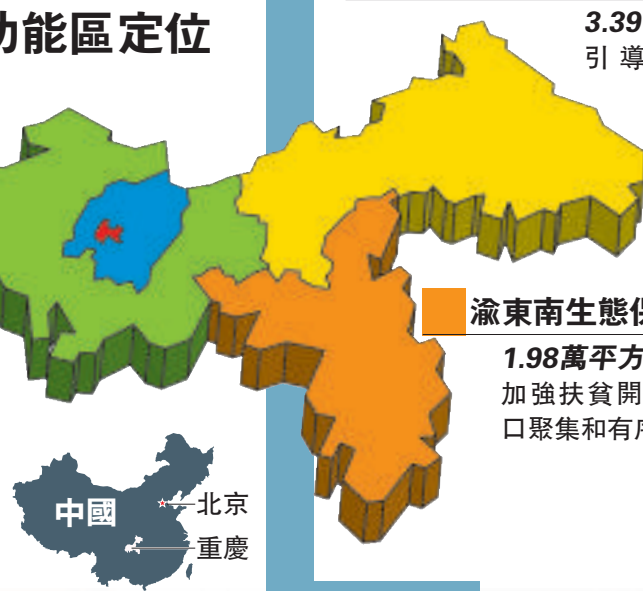 功能區定位
3.39
引導
渝東南生態保
1.98萬平方
加強扶貧開
口聚集和有序
中國
北京
重慶